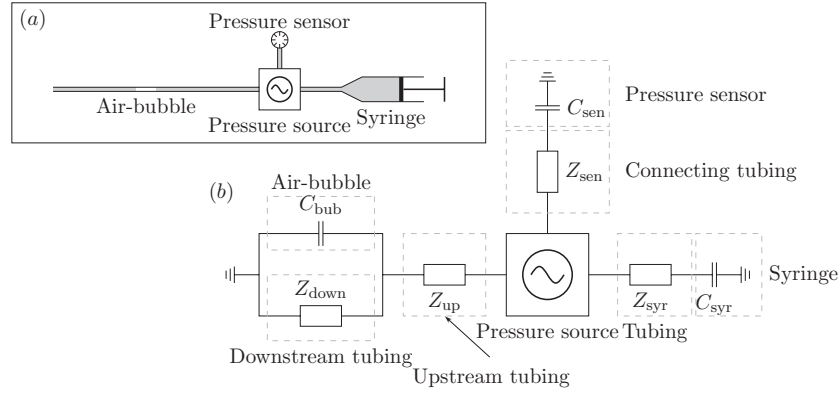 (a)
Pressure sensor
Air-bubble
Pressure source
Syringe
(b)
Air-bubble
C_bub
Z_down
Downstream tubing
Z_up
Upstream tubing
Pressure source
C_sen
Pressure sensor
Z_sen
Connecting tubing
Z_syr
Tubing
C_syr
Syringe